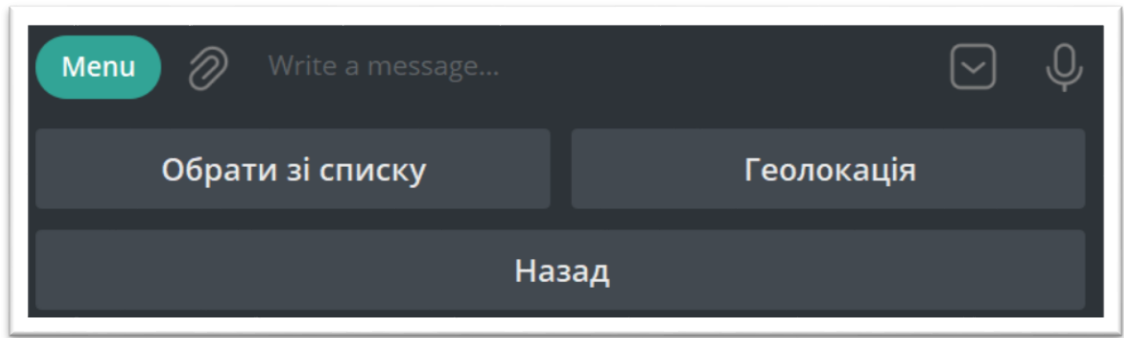 Menu Write a message...
Обрати зі списку Геолокація
Назад